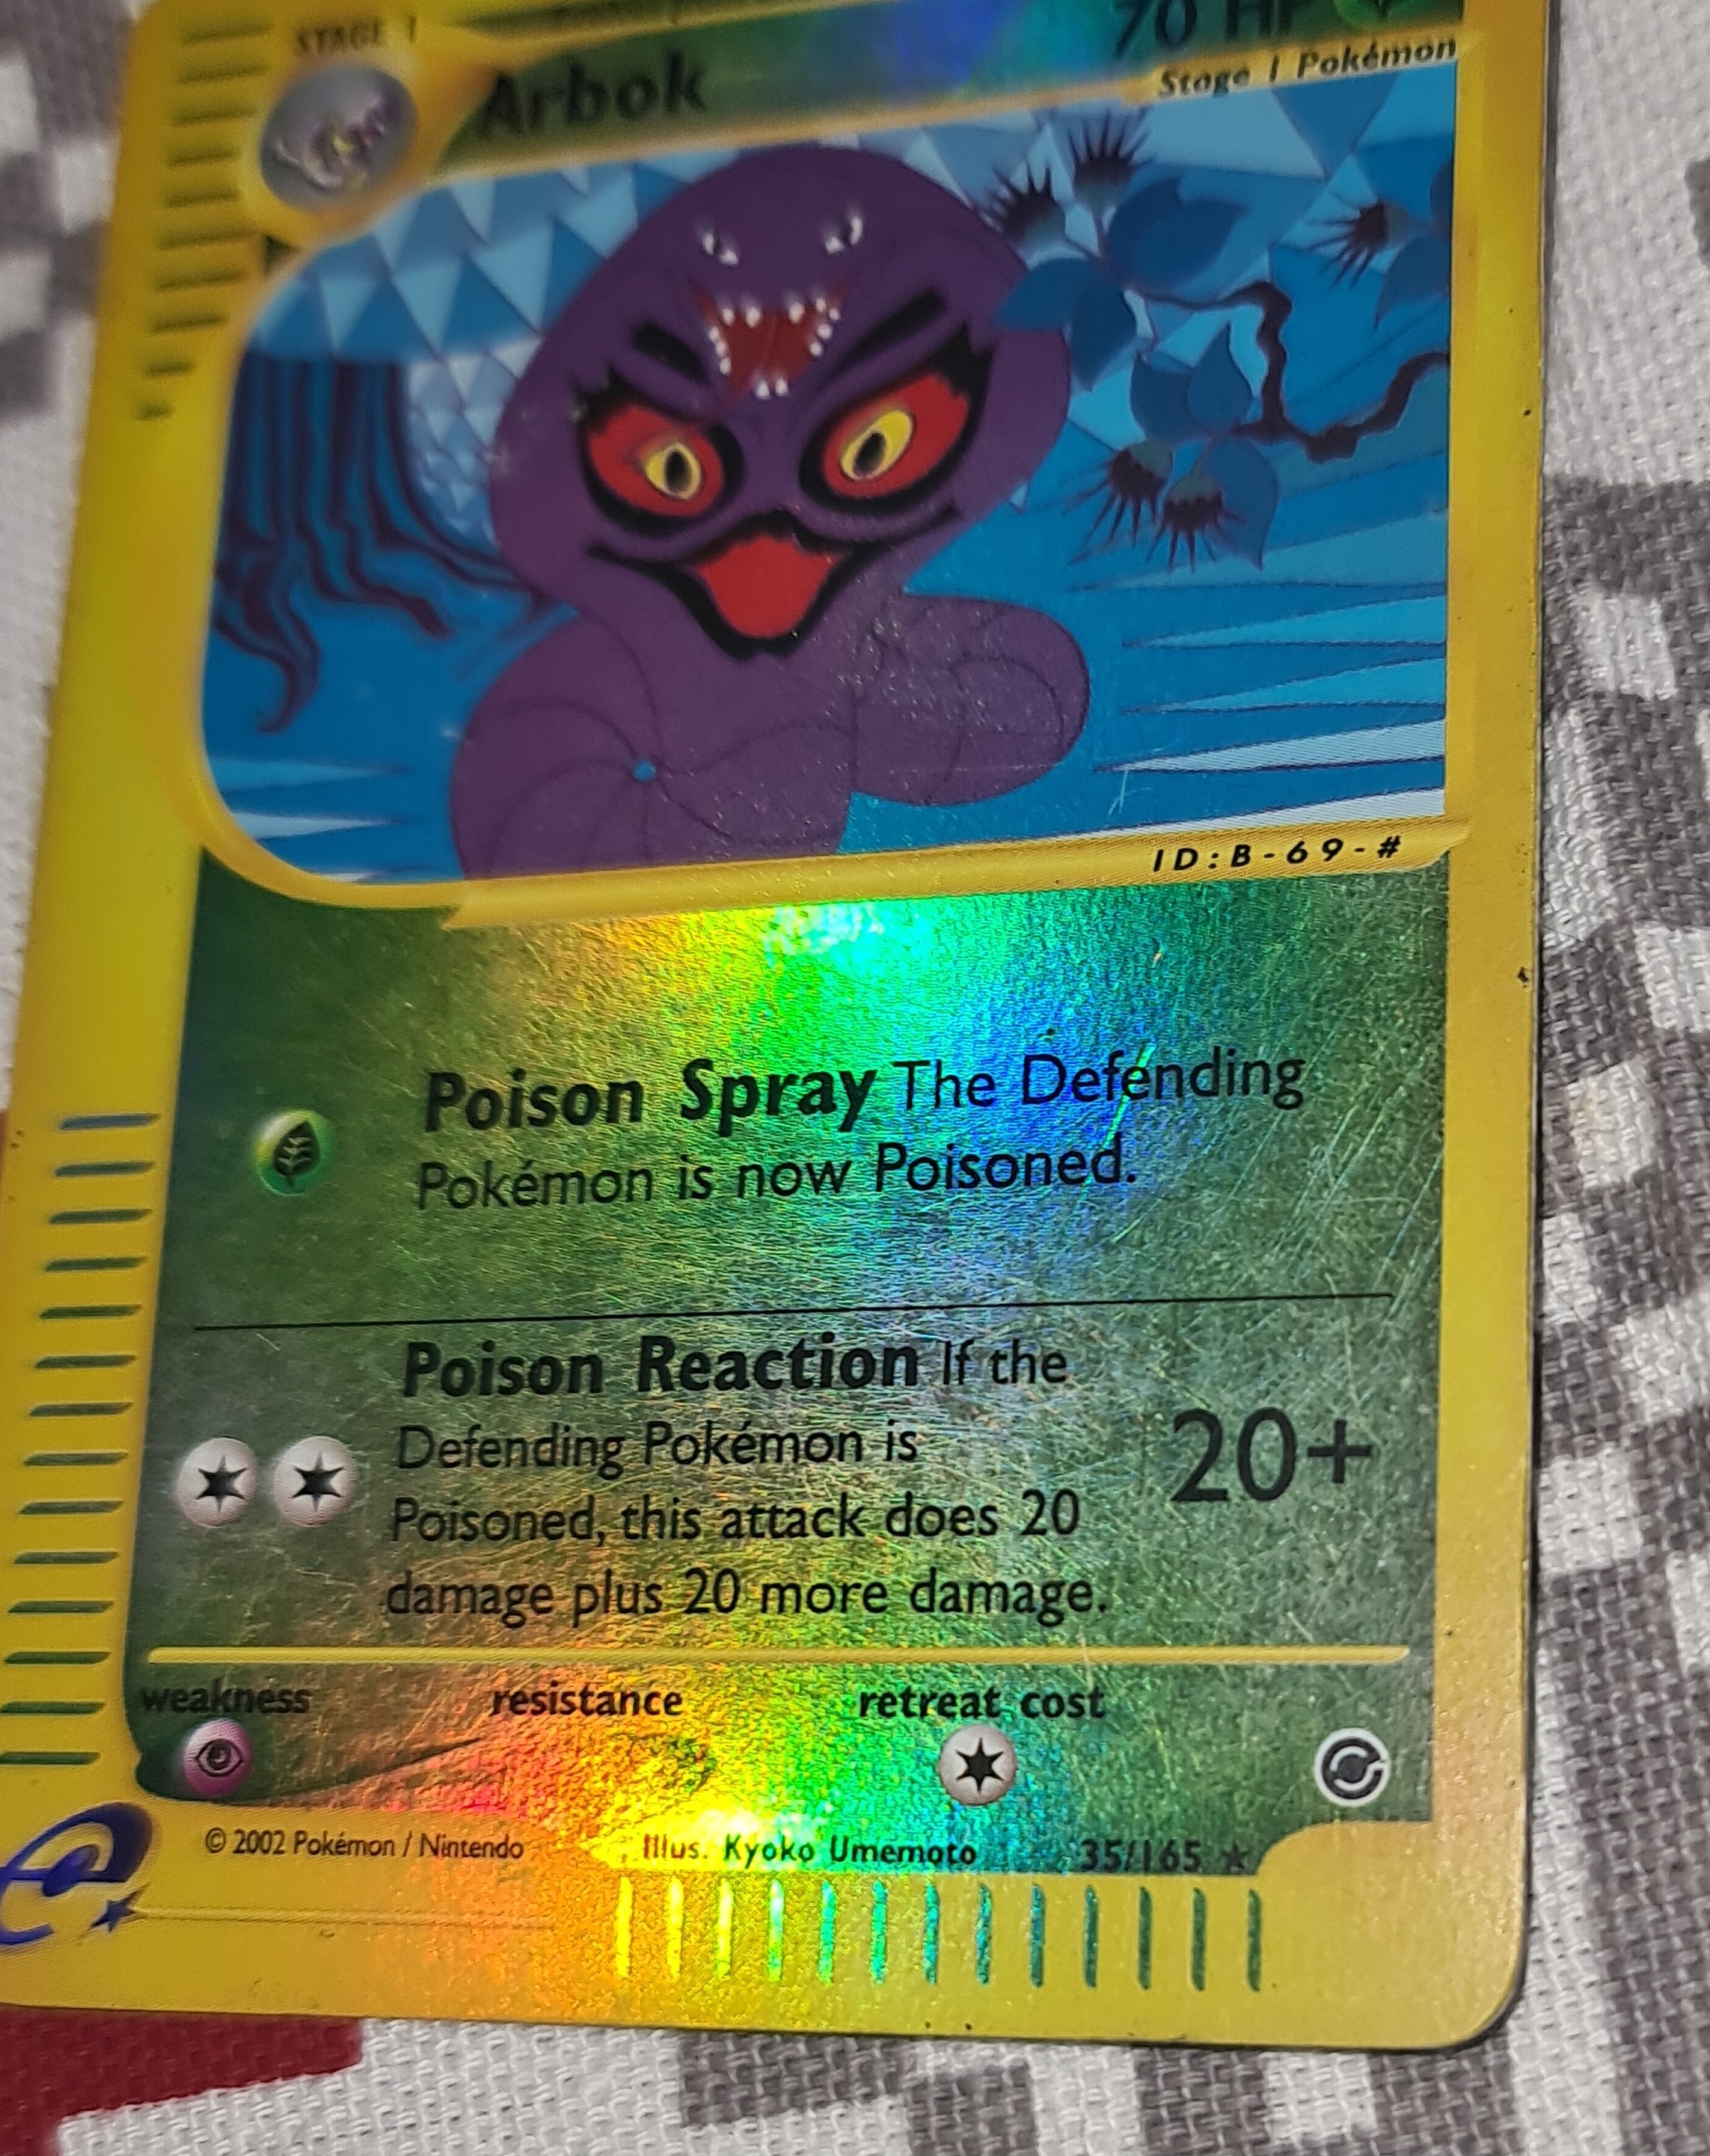 STAGE 1
Arbok
70 HP
Stage 1 Pokémon
ID:B-69-#
Poison Spray The Defending
Pokémon is now Poisoned.
Poison Reaction If the
Defending Pokémon is
Poisoned, this attack does 20
damage plus 20 more damage.
20+
weakness resistance retreat cost
© 2002 Pokémon / Nintendo Illus. Kyoko Umemoto 35/165 ★
e